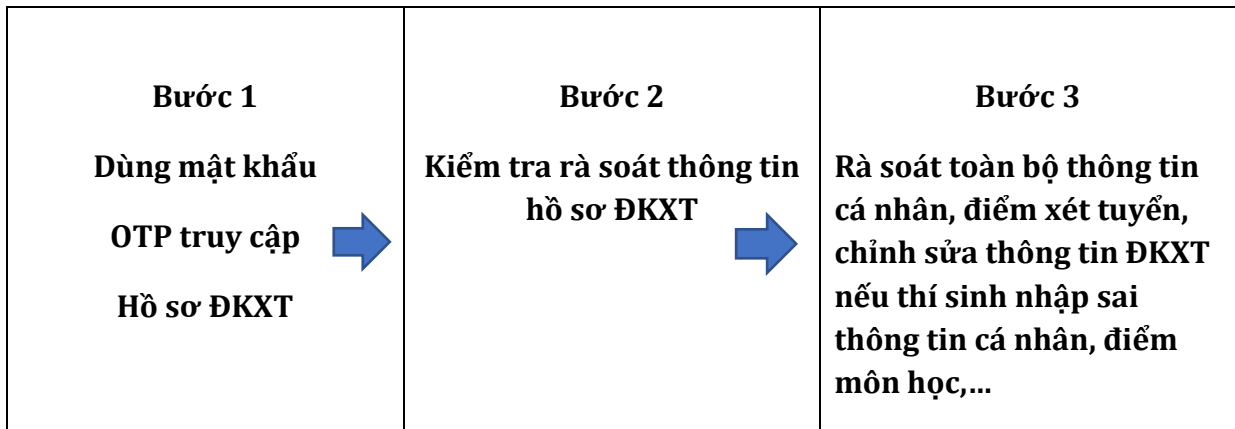 Bước 1
Dùng mật khẩu
OTP truy cập
Hồ sơ ĐKXT
Bước 2
Kiểm tra rà soát thông tin
hồ sơ ĐKXT
Bước 3
Rà soát toàn bộ thông tin
cá nhân, điểm xét tuyển,
chỉnh sửa thông tin ĐKXT
nếu thí sinh nhập sai
thông tin cá nhân, điểm
môn học,...